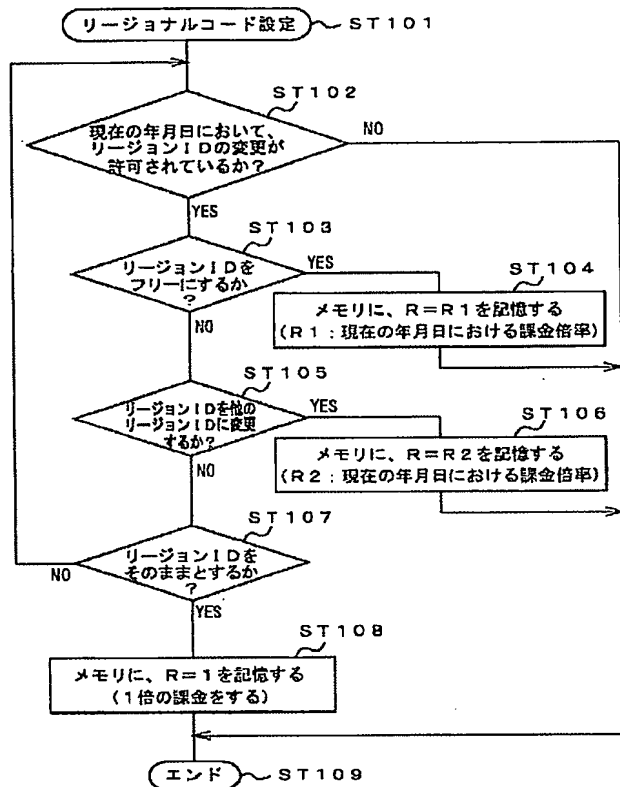 リージョナルコード設定
ST101
ST102
現在の年月日において、
リージョンIDの変更が
許可されているか?
NO
YES
ST103
リージョンIDを
フリーにするか
?
YES
NO
ST104
メモリに、R=R1を記憶する
(R1:現在の年月日における課金倍率)
ST105
リージョンIDを他の
リージョンIDに変更
するか?
YES
NO
ST106
メモリに、R=R2を記憶する
(R2:現在の年月日における課金倍率)
ST107
リージョンIDを
そのままとするか
?
NO
YES
ST108
メモリに、R=1を記憶する
(1倍の課金をする)
エンド
ST109